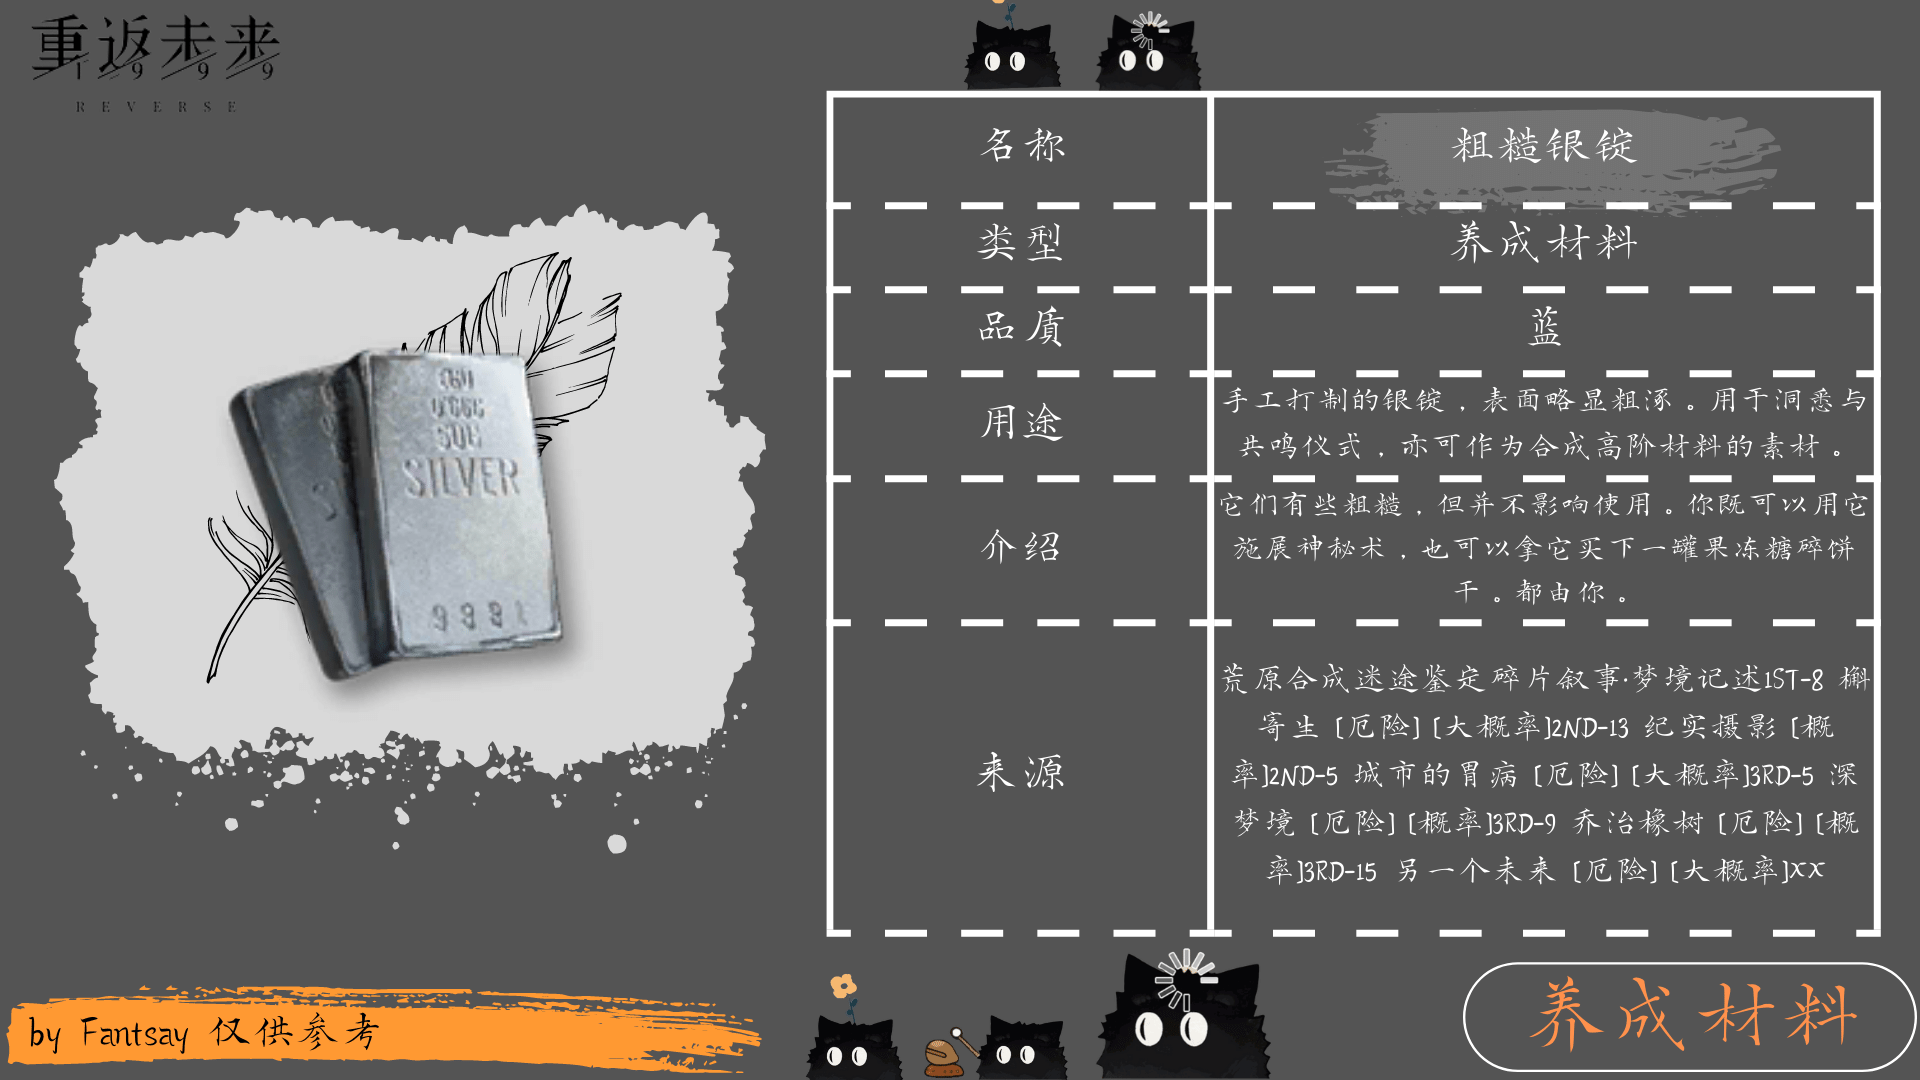 重返未来
1999
REVERSE
名称
粗糙银锭
类型
养成材料
品质
蓝
用途
手工打制的银锭，表面略显粗涿。用于洞悉与
共鸣仪式，亦可作为合成高阶材料的素材。
介绍
它们有些粗糙，但并不影响使用。你既可以用它
施展神秘术，也可以拿它买下一罐果冻糖碎饼
干。都由你。
来源
荒原合成迷途鉴定碎片叙事·梦境记述1ST-8 槲
寄生 [厄险] [大概率]2ND-13 纪实摄影 [概
率]2ND-5 城市的胃病 [厄险] [大概率]3RD-5 深
梦境 [厄险] [概率]3RD-9 乔治橡树 [厄险] [概
率]3RD-15 另一个未来 [厄险] [大概率]XX
SILVER
by Fantsay 仅供参考
养成材料